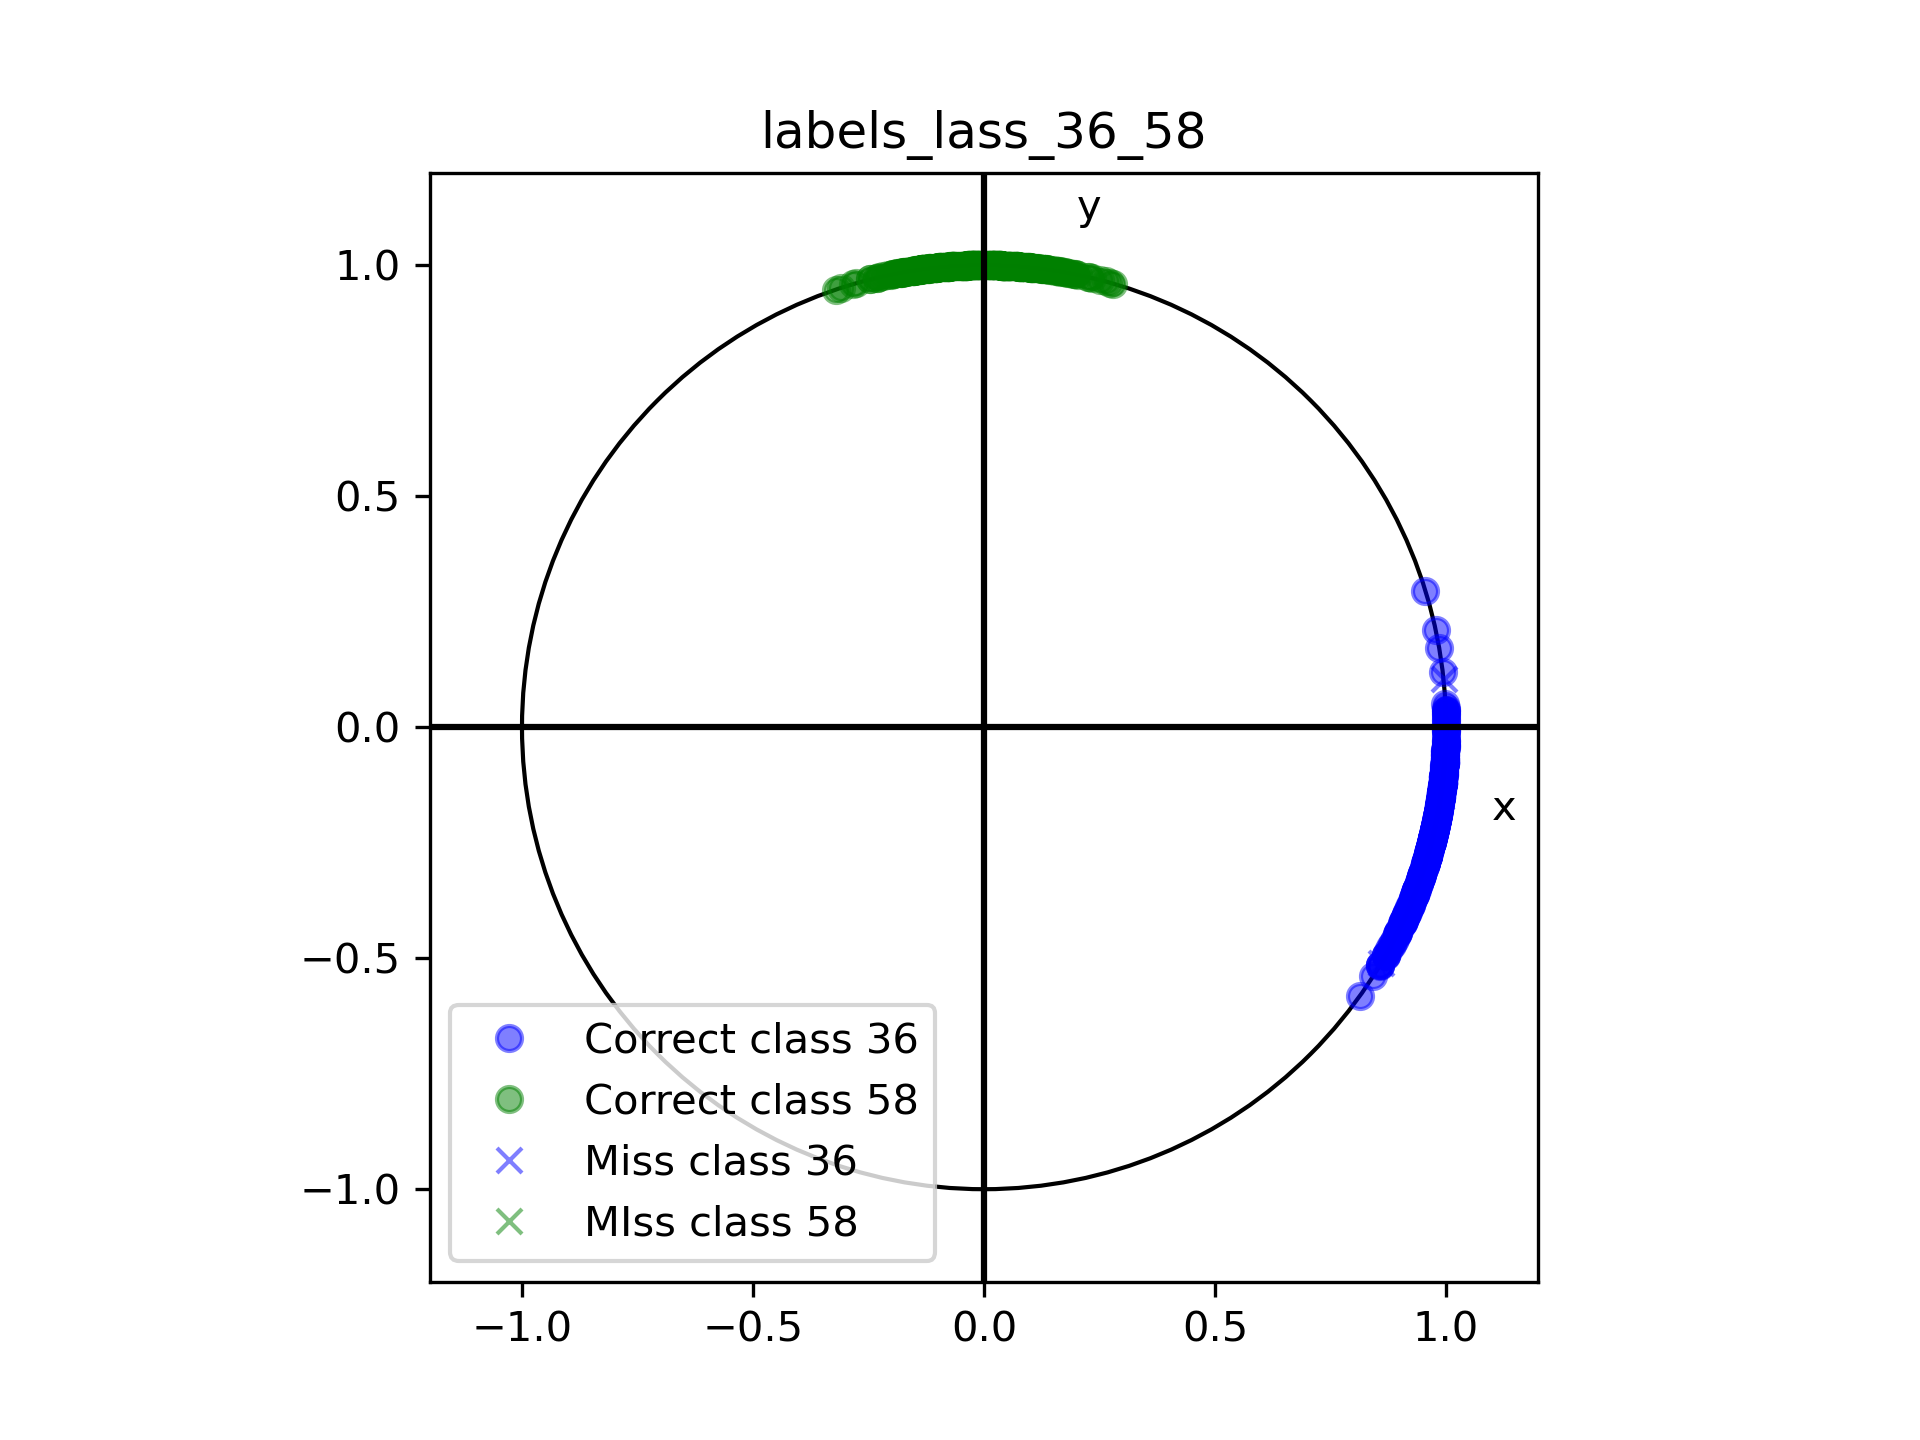 labels_lass_36_58
y
1.0
0.5
0.0
−0.5
−1.0
x
Correct class 36
Correct class 58
Miss class 36
MIss class 58
−1.0 −0.5 0.0 0.5 1.0